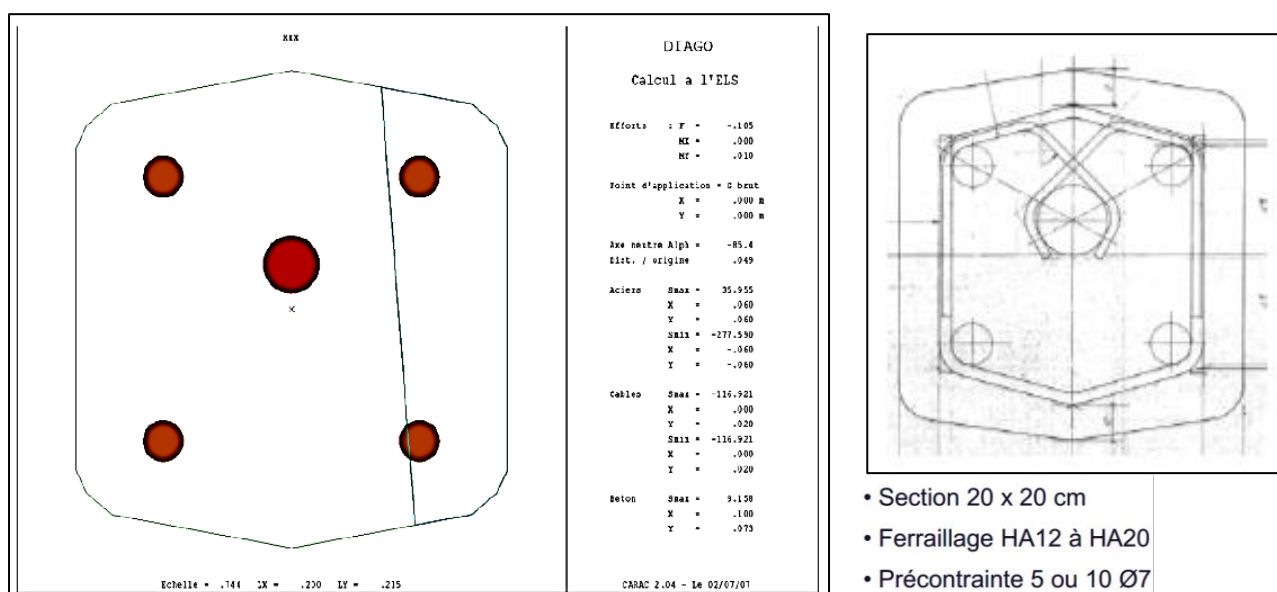 XIX
Echelle = .744 LX = .200 LY = .215
DIAGO
Calcul a l'ELS
Efforts : F = -.105
MX = .000
MY = .010
Point d'application = G brut
X = .000 m
Y = .000 m
Axe neutre Alph = -85.4
Dist. / origine .049
Aciers Smax = 35.955
X = .060
Y = .060
Smin = -277.590
X = -.060
Y = -.060
Cables Smax = -116.921
X = .000
Y = .020
Smin = -116.921
X = .000
Y = .020
Beton Smax = 9.158
X = .100
Y = .073
CARAC 2.04 - Le 02/07/07
• Section 20 x 20 cm
• Ferraillage HA12 à HA20
• Précontrainte 5 ou 10 Ø7